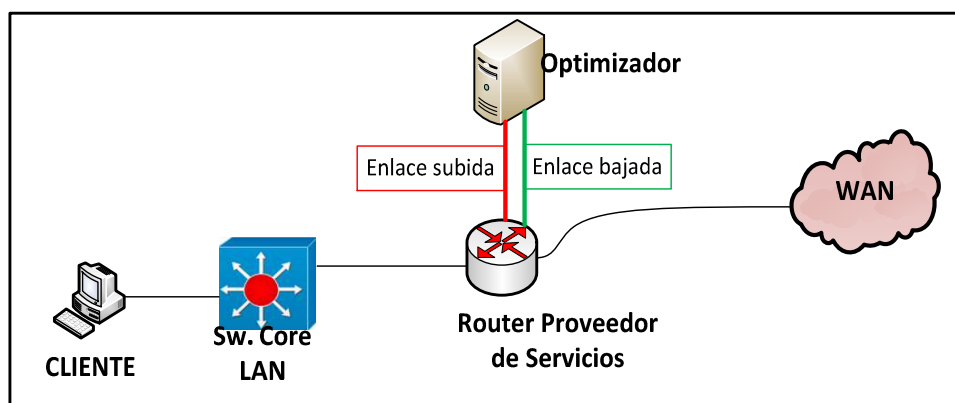 Optimizador
Enlace subida
Enlace bajada
WAN
Router Proveedor
de Servicios
Sw. Core
LAN
CLIENTE